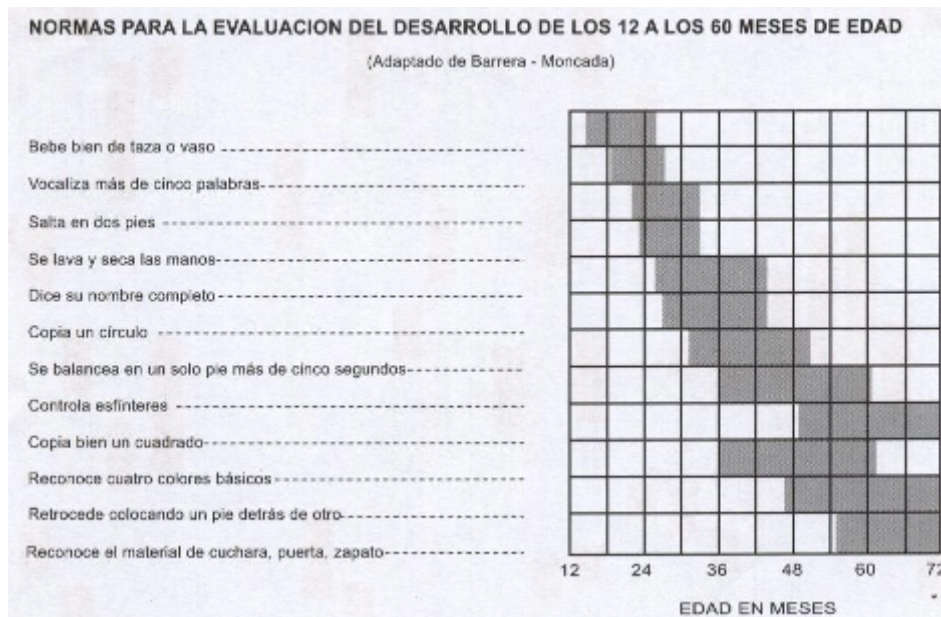 NORMAS PARA LA EVALUACION DEL DESARROLLO DE LOS 12 A LOS 60 MESES DE EDAD
(Adaptado de Barrera - Moncada)
Bebe bien de taza o vaso
Vocaliza más de cinco palabras
Salta en dos pies
Se lava y seca las manos
Dice su nombre completo
Copia un círculo
Se balancea en un solo pie más de cinco segundos
Controla esfínteres
Copia bien un cuadrado
Reconoce cuatro colores básicos
Retrocede colocando un pie detrás de otro
Reconoce el material de cuchara, puerta, zapato
12 24 36 48 60 72
EDAD EN MESES